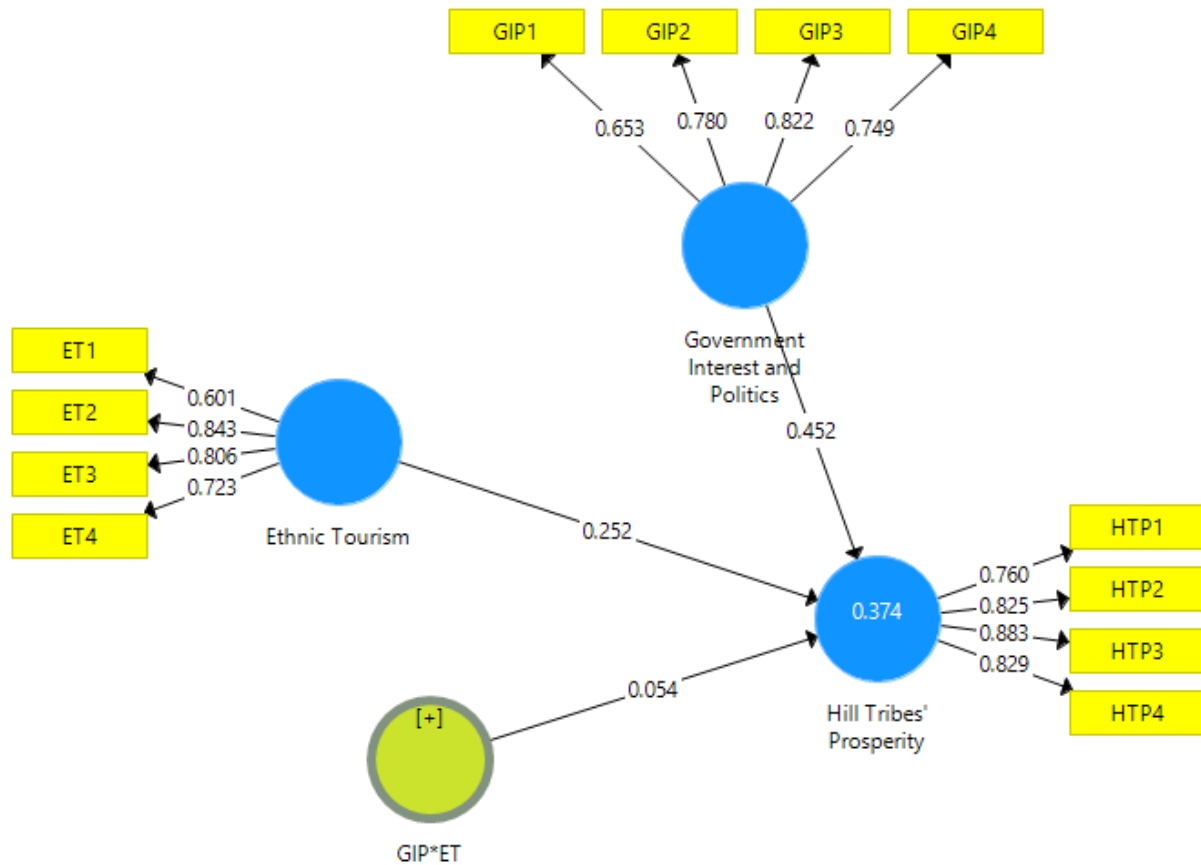 GIP1
GIP2
GIP3
GIP4
0.653
0.780
0.822
0.749
Government
Interest and
Politics
ET1
ET2
ET3
ET4
0.601
0.843
0.806
0.723
Ethnic Tourism
0.452
0.252
0.374
HTP1
HTP2
HTP3
HTP4
0.760
0.825
0.883
0.829
Hill Tribes'
Prosperity
0.054
[+]
GIP*ET